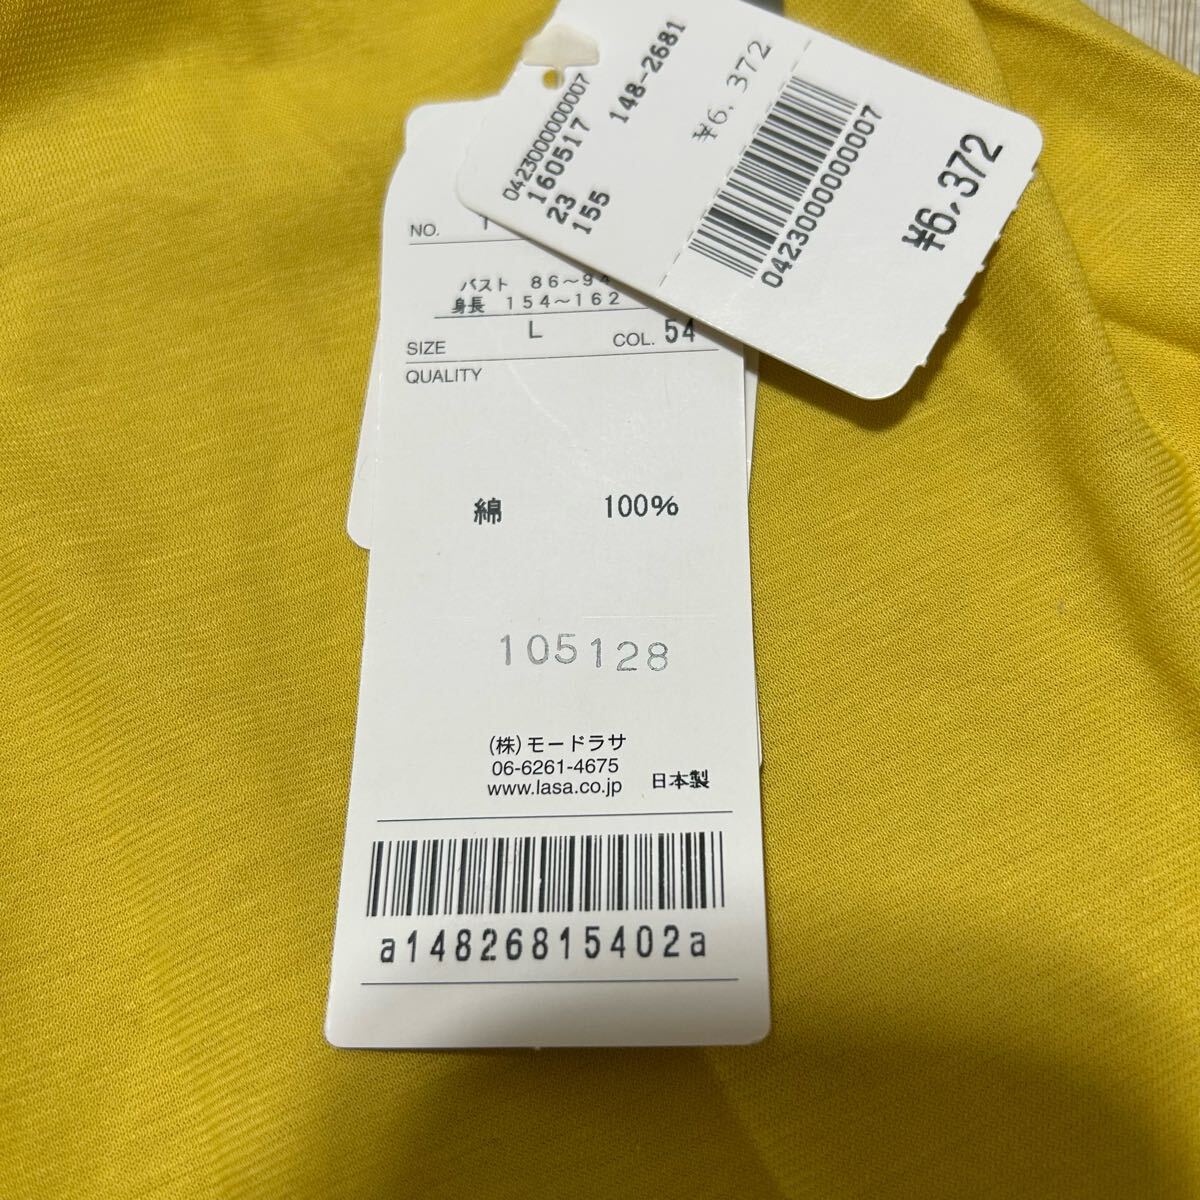 0423000000007
160517
23
155
148-2681
¥6,372
0423000000007
¥6,372
NO.
バスト 86～94
身長 154～162
SIZE L COL. 54
QUALITY
綿 100%
105128
(株)モードラサ
06-6261-4675
www.lasa.co.jp 日本製
a14826815402a